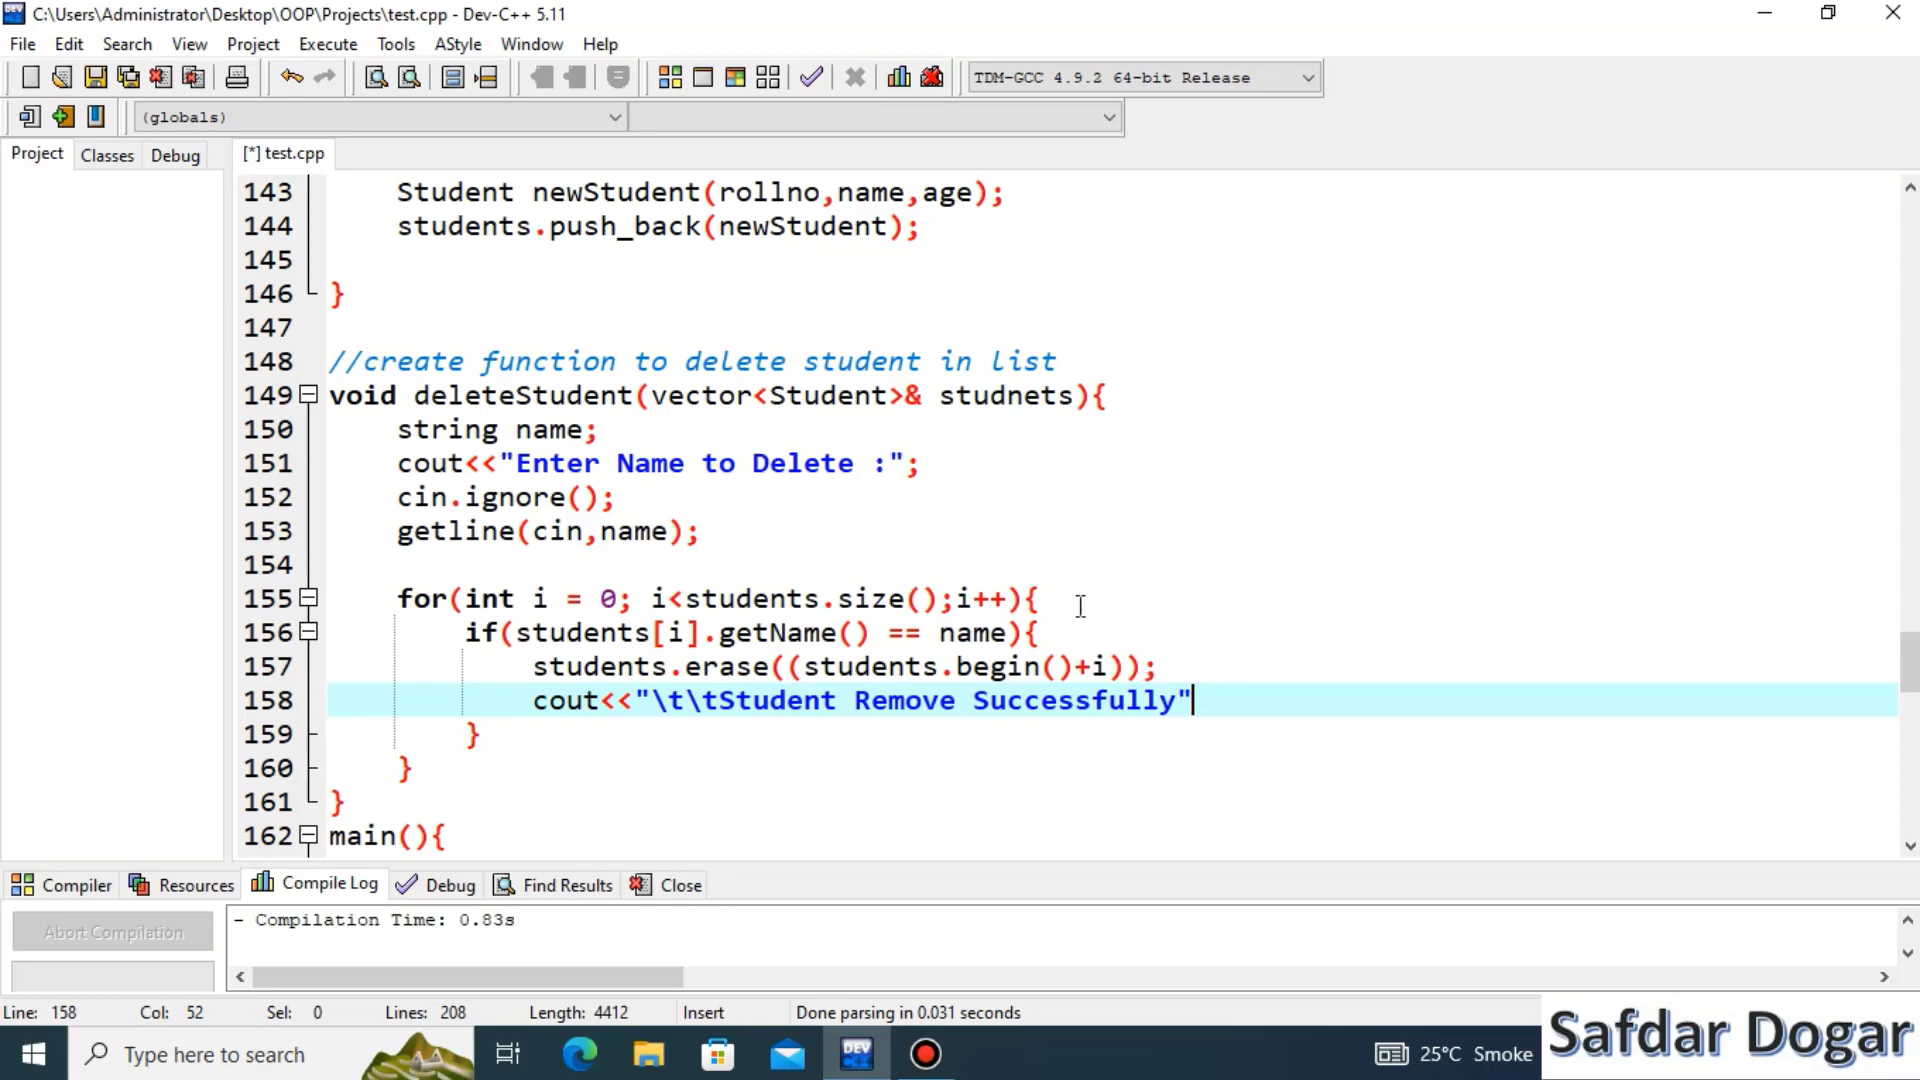 C:\Users\Administrator\Desktop\OOP\Projects\test.cpp - Dev-C++ 5.11
File Edit Search View Project Execute Tools AStyle Window Help
TDM-GCC 4.9.2 64-bit Release
(globals)
Project Classes Debug [*] test.cpp
143 Student newStudent(rollno,name,age);
144 students.push_back(newStudent);
145
146 }
147
148 //create function to delete student in list
149 void deleteStudent(vector<Student>& studnets){
150 string name;
151 cout<<"Enter Name to Delete :";
152 cin.ignore();
153 getline(cin,name);
154
155 for(int i = 0; i<students.size();i++){
156 if(students[i].getName() == name){
157 students.erase((students.begin()+i));
158 cout<<"\t\tStudent Remove Successfully"
159 }
160 }
161 }
162 main(){
Compiler Resources Compile Log Debug Find Results Close
Abort Compilation
- Compilation Time: 0.83s
Line: 158 Col: 52 Sel: 0 Lines: 208 Length: 4412 Insert Done parsing in 0.031 seconds
Type here to search
DEV
25°C Smoke
Safdar Dogar